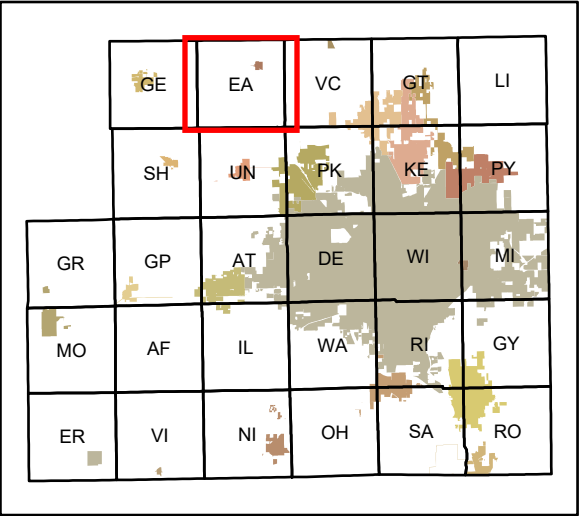 GE EA VC GT LI
SH UN PK KE PY
GR GP AT DE WI MI
MO AF IL WA RI GY
ER VI NI OH SA RO